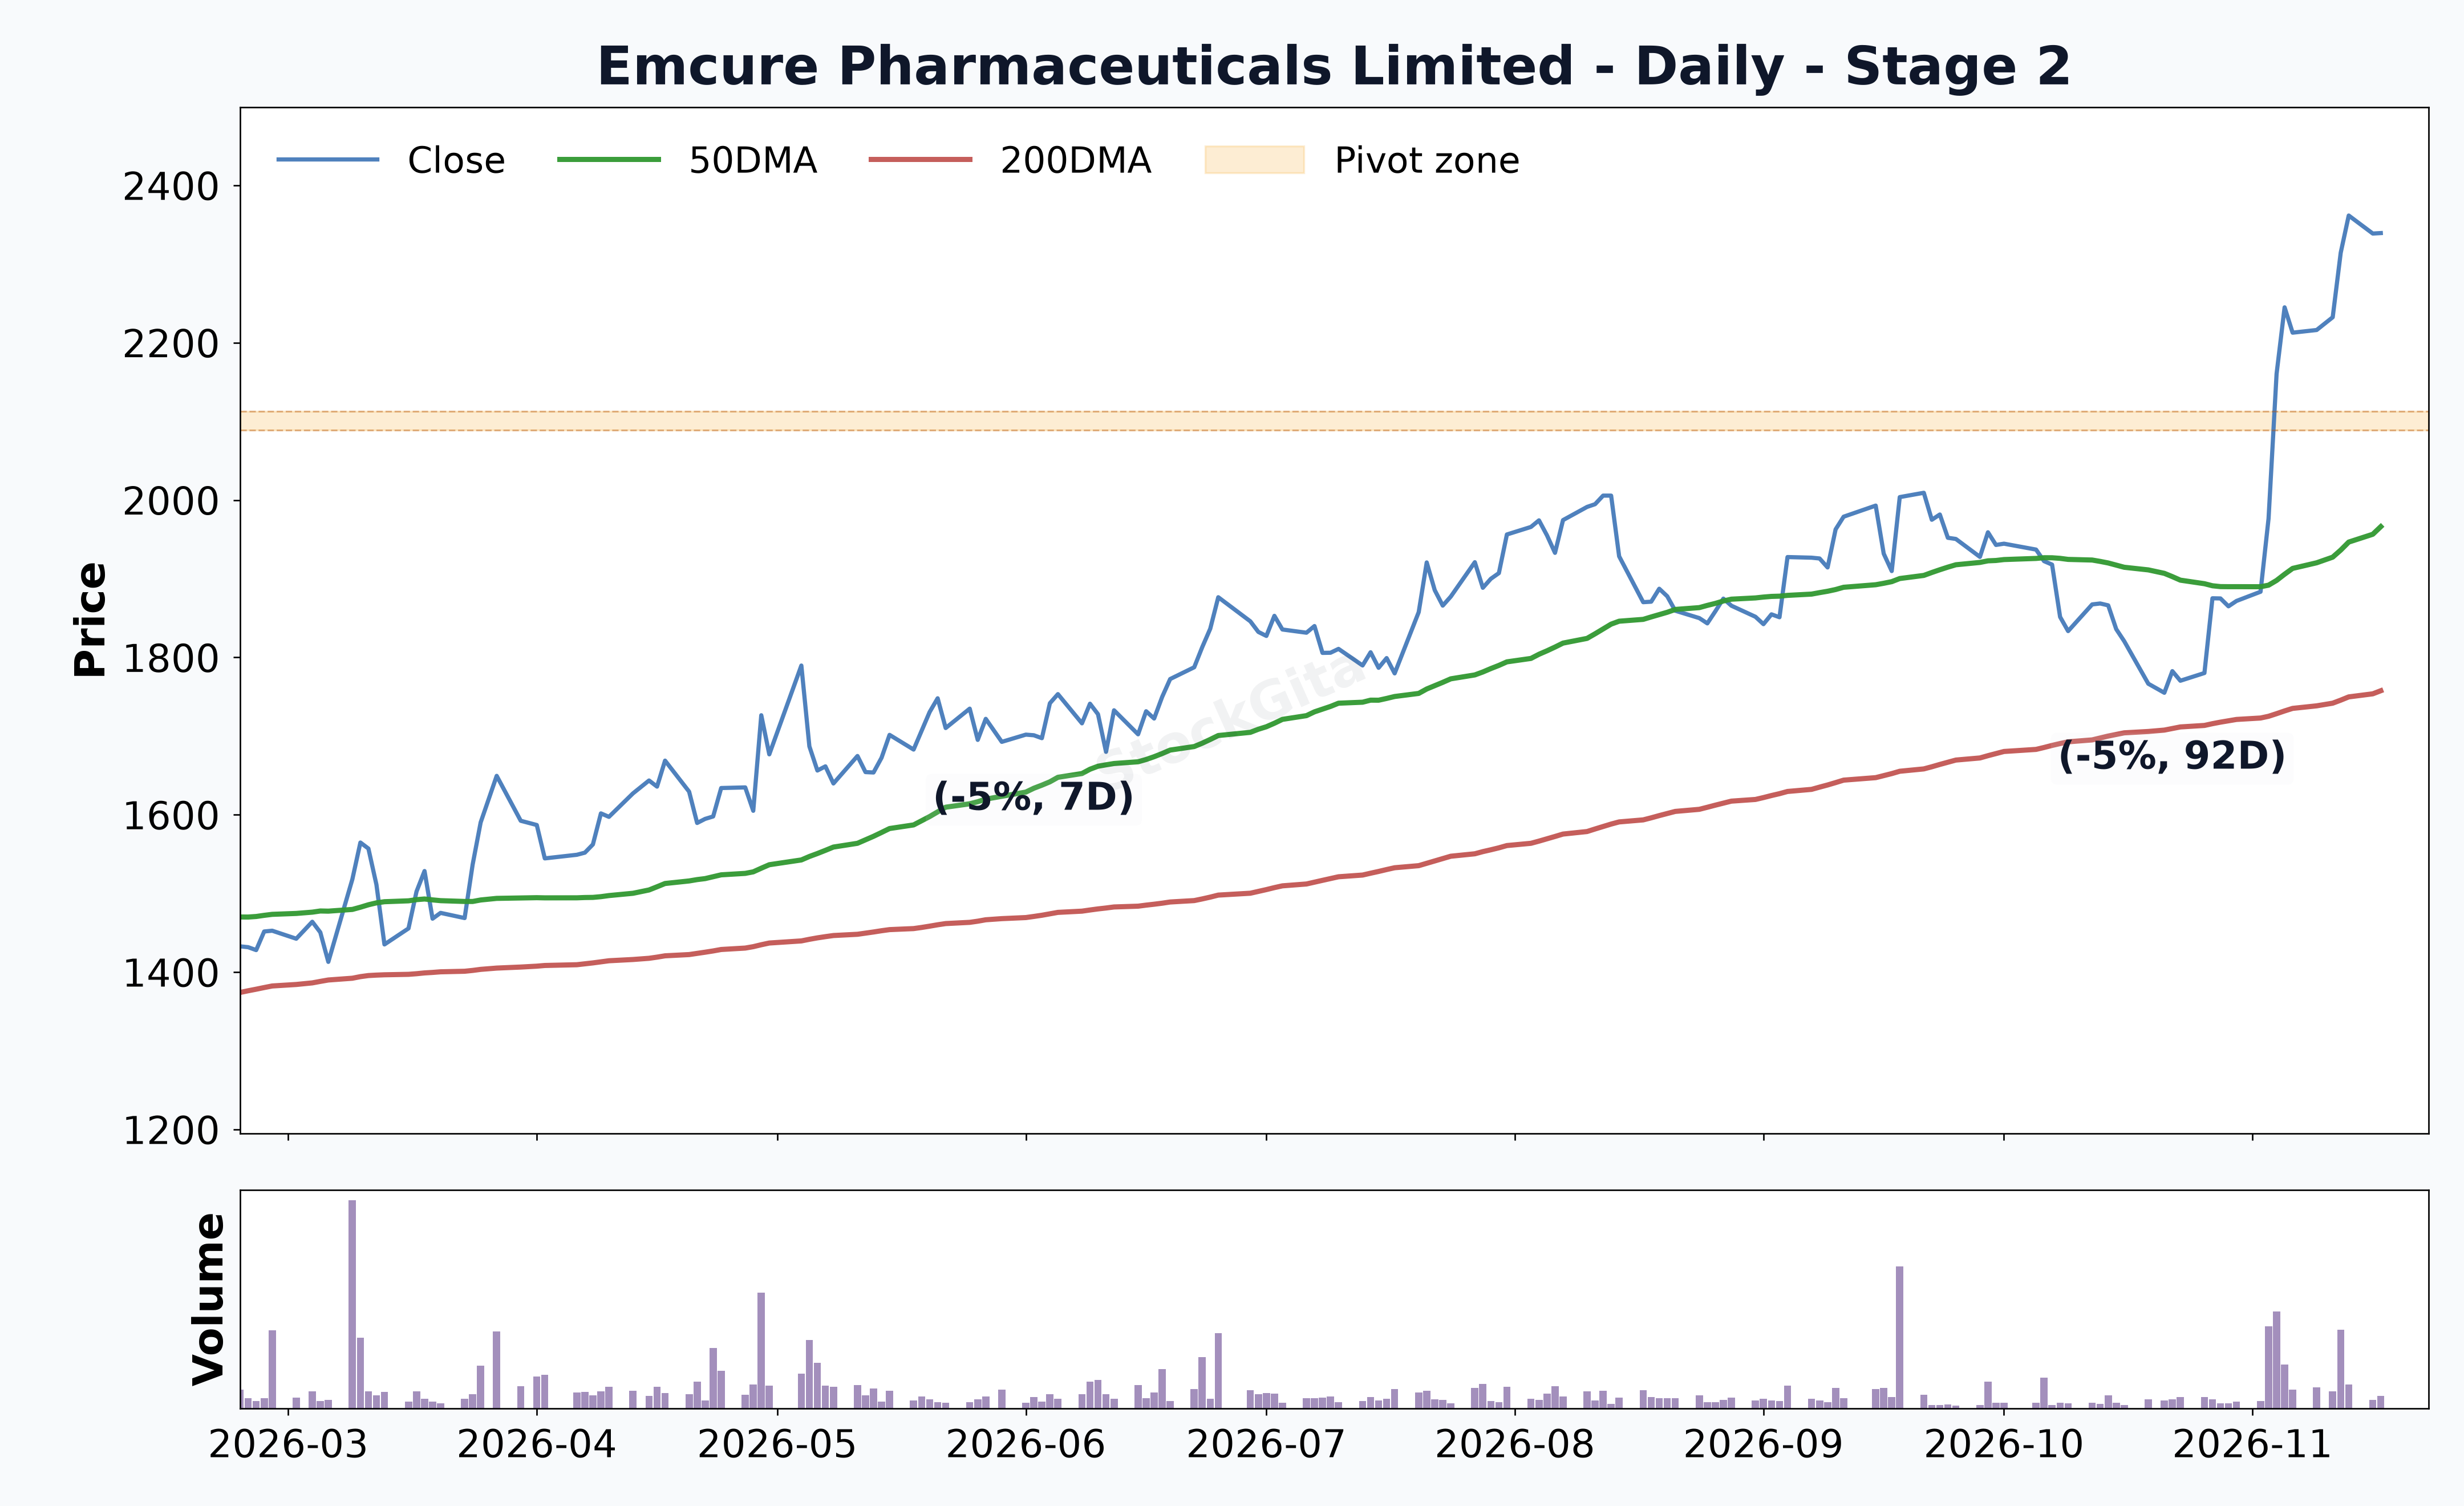 Emcure Pharmaceuticals Limited - Daily - Stage 2
Close 50DMA 200DMA Pivot zone
Price
2400
2200
2000
1800
1600
1400
1200
StockGita
(-5%, 7D)
(-5%, 92D)
Volume
2026-03 2026-04 2026-05 2026-06 2026-07 2026-08 2026-09 2026-10 2026-11